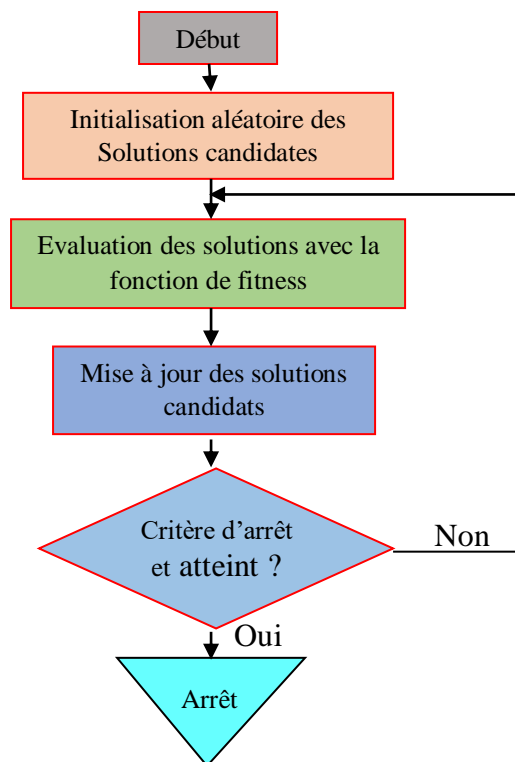 Début
Initialisation aléatoire des
Solutions candidates
Evaluation des solutions avec la
fonction de fitness
Mise à jour des solutions
candidats
Critère d’arrêt
et atteint ?
Non
Oui
Arrêt